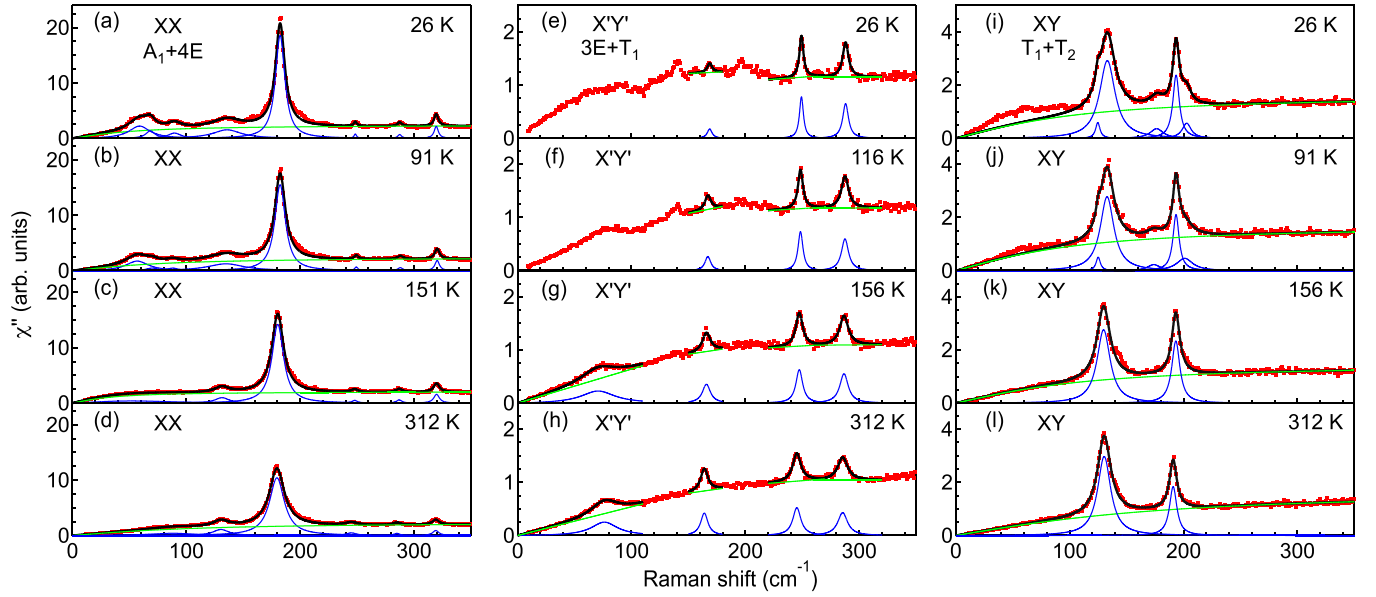 (a) XX 26 K
A1+4E
(b) XX 91 K
(c) XX 151 K
(d) XX 312 K
20
10
0
20
10
0
20
10
0
20
10
0
0 100 200 300
(e) X'Y' 26 K
3E+T1
(f) X'Y' 116 K
(g) X'Y' 156 K
(h) X'Y' 312 K
2
1
0
2
1
0
2
1
0
2
1
0
0 100 200 300
(i) XY 26 K
T1+T2
(j) XY 91 K
(k) XY 156 K
(l) XY 312 K
4
2
0
4
2
0
4
2
0
4
2
0
0 100 200 300
χ'' (arb. units)
Raman shift (cm-1)